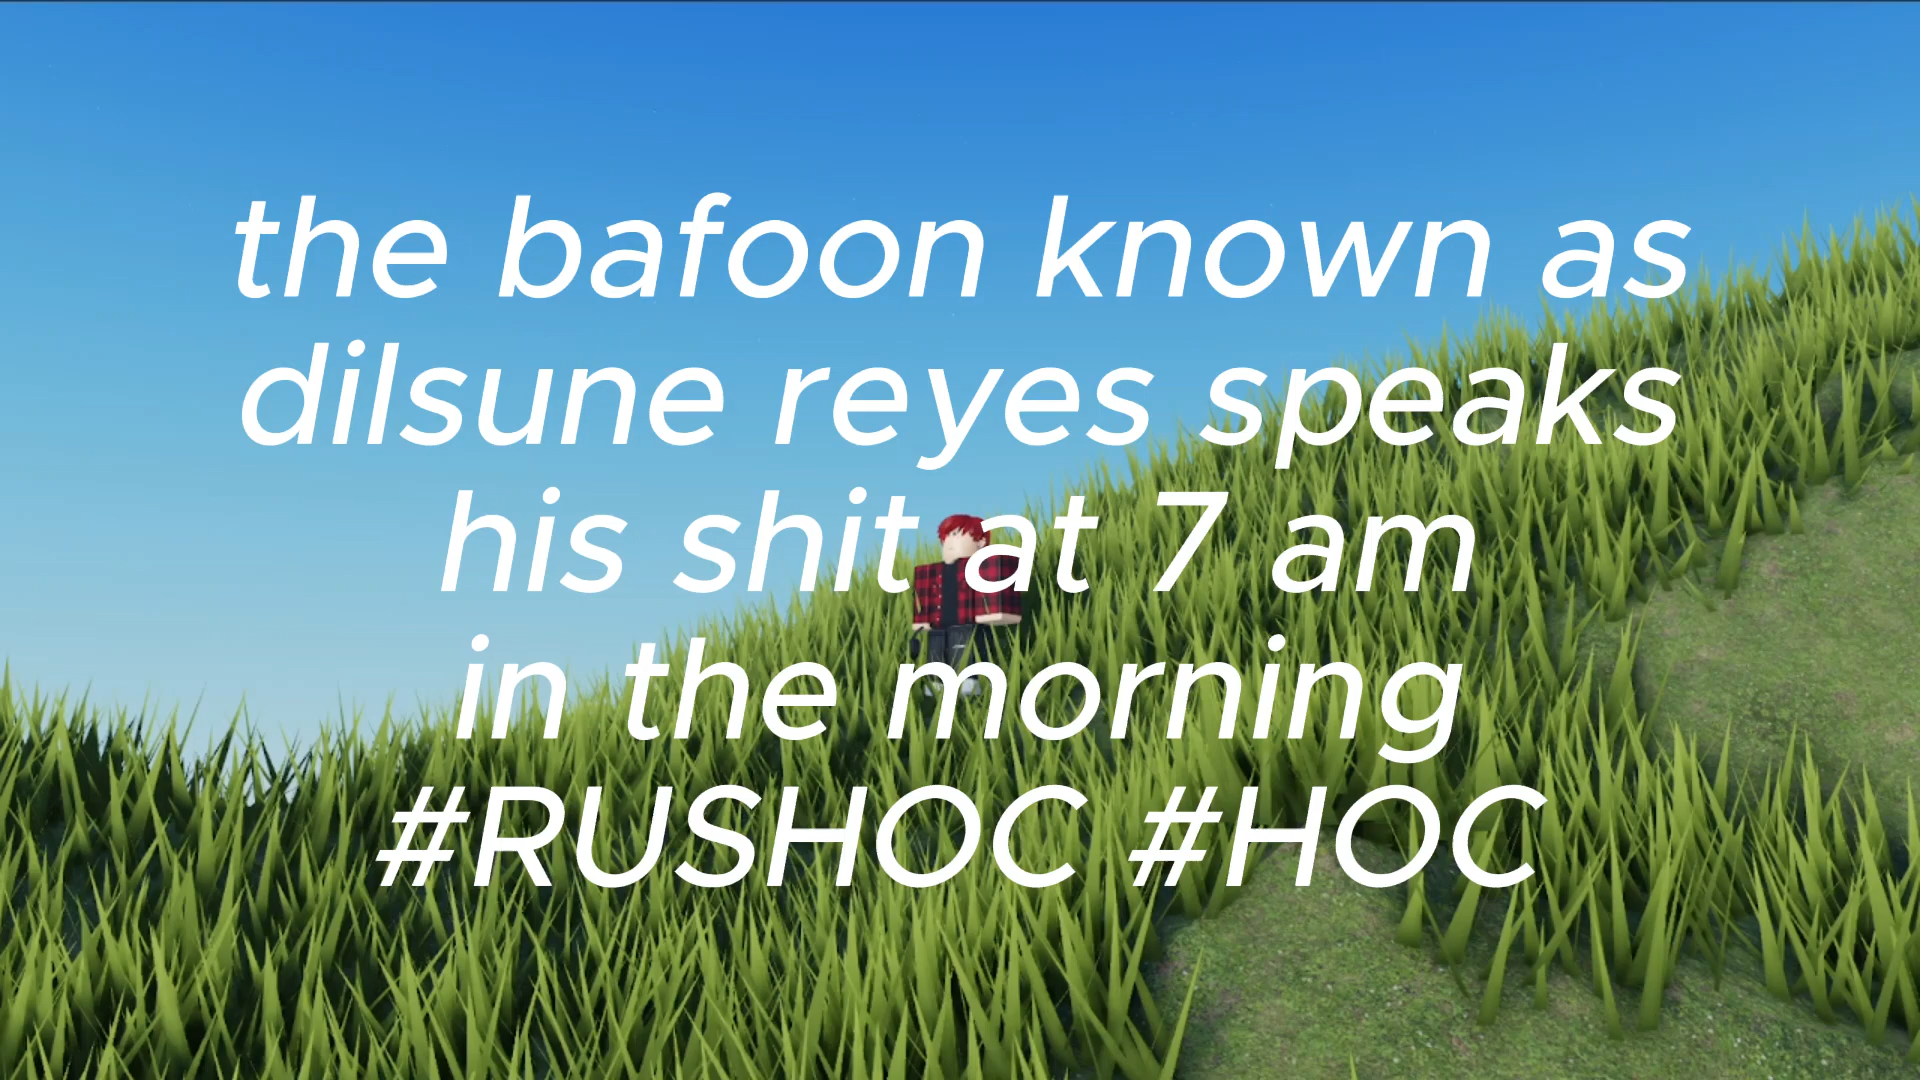 the bafoon known as
dilsune reyes speaks
his shit at 7 am
in the morning
#RUSHOC #HOC